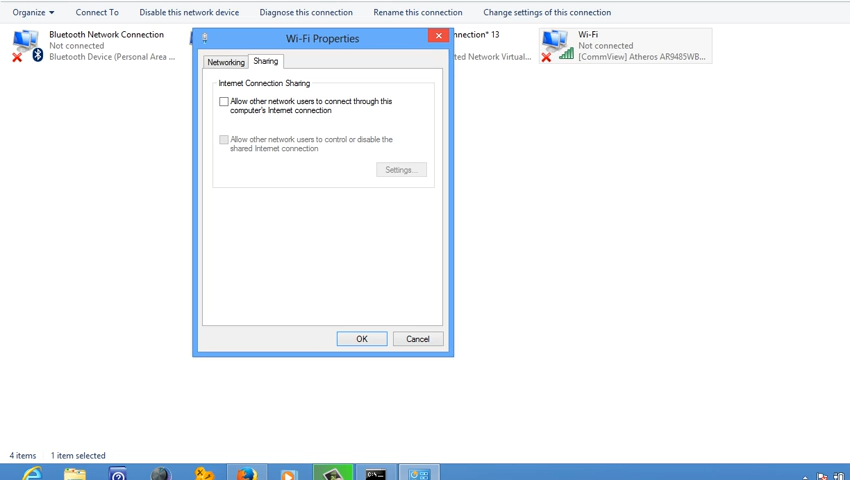 Organize Connect To Disable this network device Diagnose this connection Rename this connection Change settings of this connection
Bluetooth Network Connection
Not connected
Bluetooth Device (Personal Area ...
Wi-Fi Properties
Networking Sharing
Internet Connection Sharing
Allow other network users to connect through this
computer's Internet connection
Allow other network users to control or disable the
shared Internet connection
Settings...
OK Cancel
nnection* 13
ted Network Virtual...
Wi-Fi
Not connected
[CommView] Atheros AR9485WB...
4 items 1 item selected